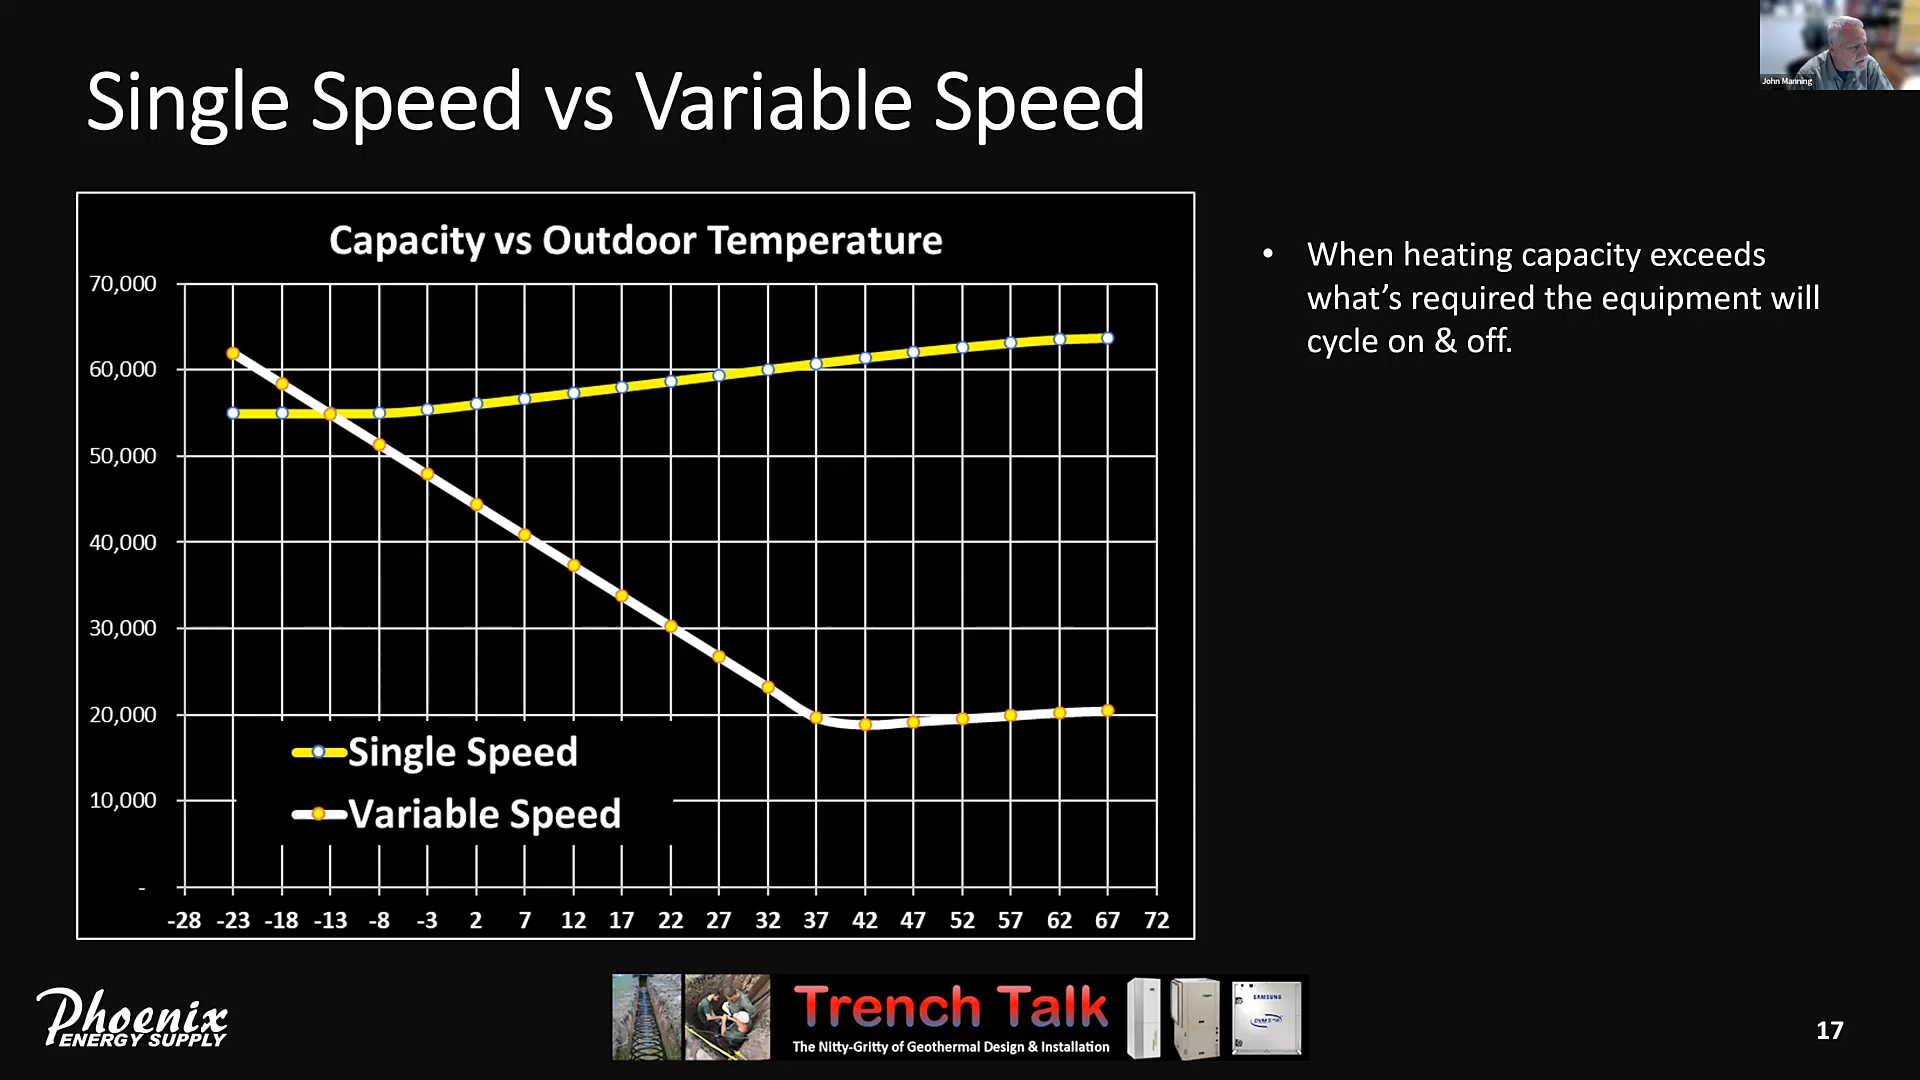 John Manning
Single Speed vs Variable Speed
Capacity vs Outdoor Temperature
70,000
60,000
50,000
40,000
30,000
20,000
10,000
-
Single Speed
Variable Speed
-28 -23 -18 -13 -8 -3 2 7 12 17 22 27 32 37 42 47 52 57 62 67 72
• When heating capacity exceeds
what’s required the equipment will
cycle on & off.
Phoenix
ENERGY SUPPLY
Trench Talk
The Nitty-Gritty of Geothermal Design & Installation
SAMSUNG
17